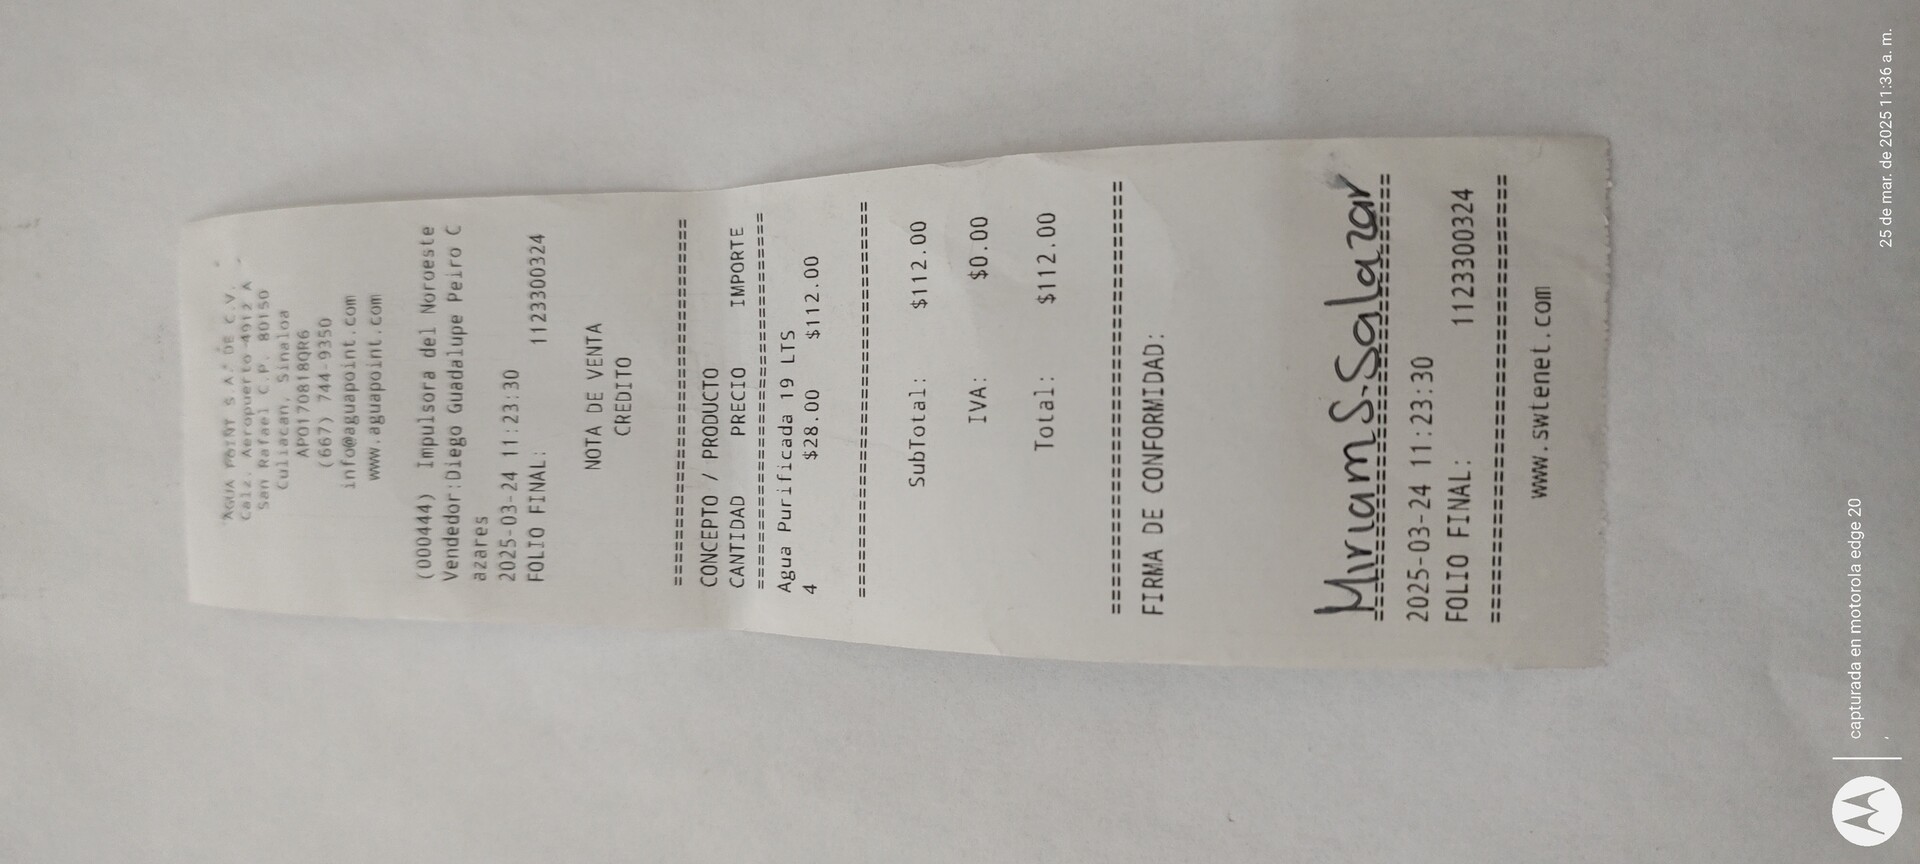 AGUA POINT S.A. DE C.V.
Calz. Aeropuerto 4912 A
San Rafael C.P. 80150
Culiacan, Sinaloa
APO170818QR6
(667) 744-9350
info@aguapoint.com
www.aguapoint.com
(000444) Impulsora del Noroeste
Vendedor:Diego Guadalupe Peiro C
azares
2025-03-24 11:23:30
FOLIO FINAL: 1123300324
NOTA DE VENTA
CREDITO
================================
CONCEPTO / PRODUCTO
CANTIDAD PRECIO IMPORTE
================================
Agua Purificada 19 LTS
4 $28.00 $112.00
================================
SubTotal: $112.00
IVA: $0.00
Total: $112.00
================================
FIRMA DE CONFORMIDAD:
Miriam S. Salazar
================================
2025-03-24 11:23:30
FOLIO FINAL: 1123300324
================================
www.swtenet.com
capturada en motorola edge 20
25 de mar. de 2025 11:36 a. m.